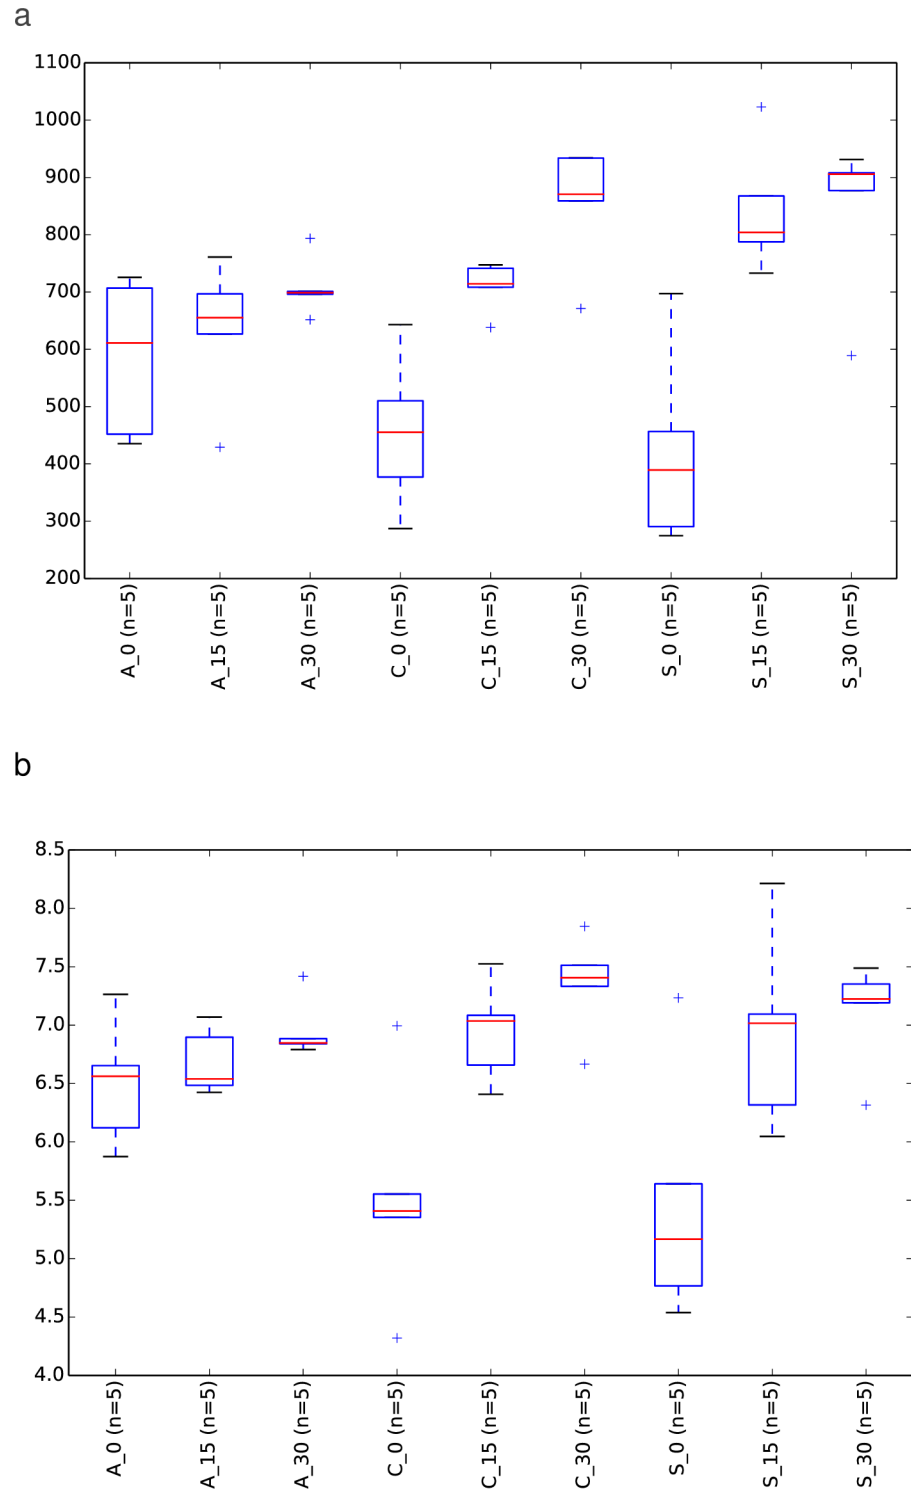 a
1100
1000
900
800
700
600
500
400
300
200
A_0 (n=5)
A_15 (n=5)
A_30 (n=5)
C_0 (n=5)
C_15 (n=5)
C_30 (n=5)
S_0 (n=5)
S_15 (n=5)
S_30 (n=5)
b
8.5
8.0
7.5
7.0
6.5
6.0
5.5
5.0
4.5
4.0
A_0 (n=5)
A_15 (n=5)
A_30 (n=5)
C_0 (n=5)
C_15 (n=5)
C_30 (n=5)
S_0 (n=5)
S_15 (n=5)
S_30 (n=5)